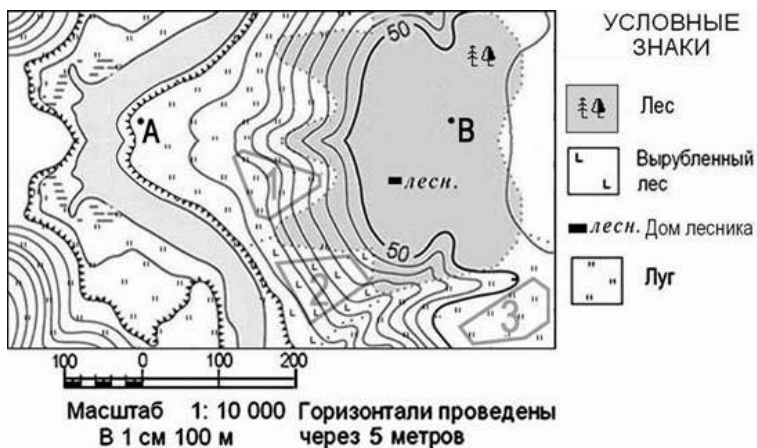 50
А
В
1
лесн.
50
2
3
УСЛОВНЫЕ
ЗНАКИ
Лес
Вырубленный
лес
лесн. Дом лесника
Луг
100 0 100 200
Масштаб 1: 10 000 Горизонтали проведены
В 1 см 100 м через 5 метров